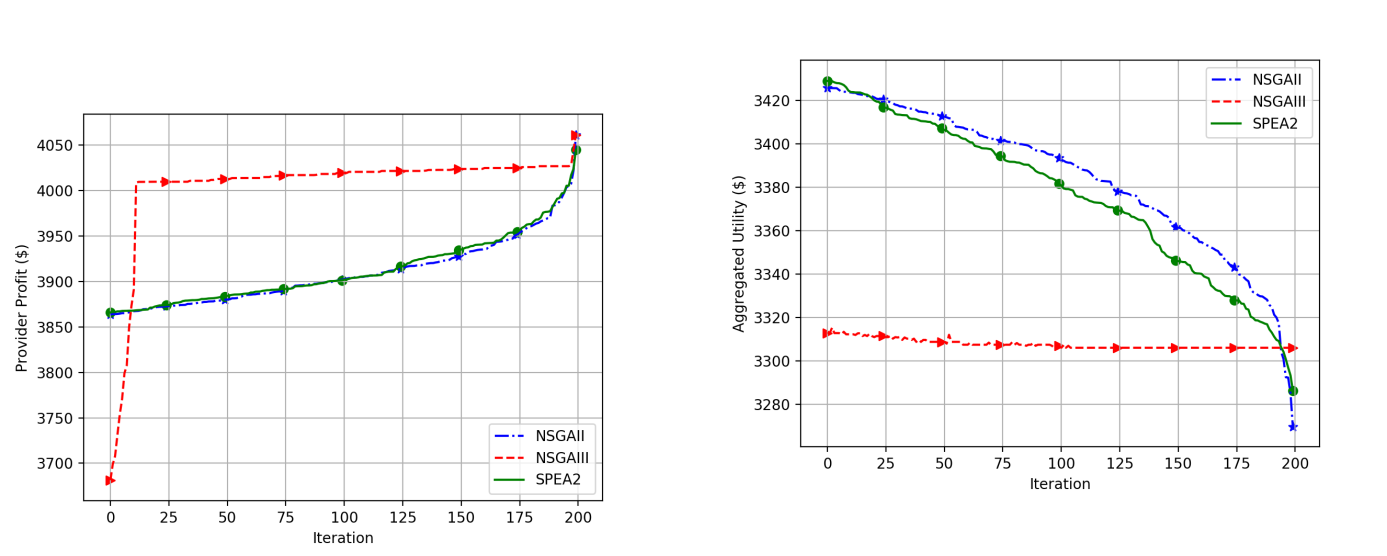 4050
4000
3950
3900
3850
3800
3750
3700
Provider Profit ($)
0 25 50 75 100 125 150 175 200
Iteration
NSGAII
NSGAIII
SPEA2
3420
3400
3380
3360
3340
3320
3300
3280
Aggregated Utility ($)
0 25 50 75 100 125 150 175 200
Iteration
NSGAII
NSGAIII
SPEA2